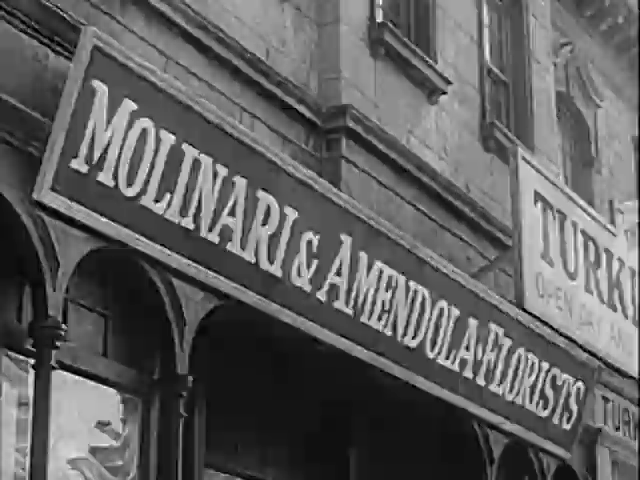 MOLINARI & AMENDOLA·FLORISTS
TURKI
OPEN DAY AN
TURK